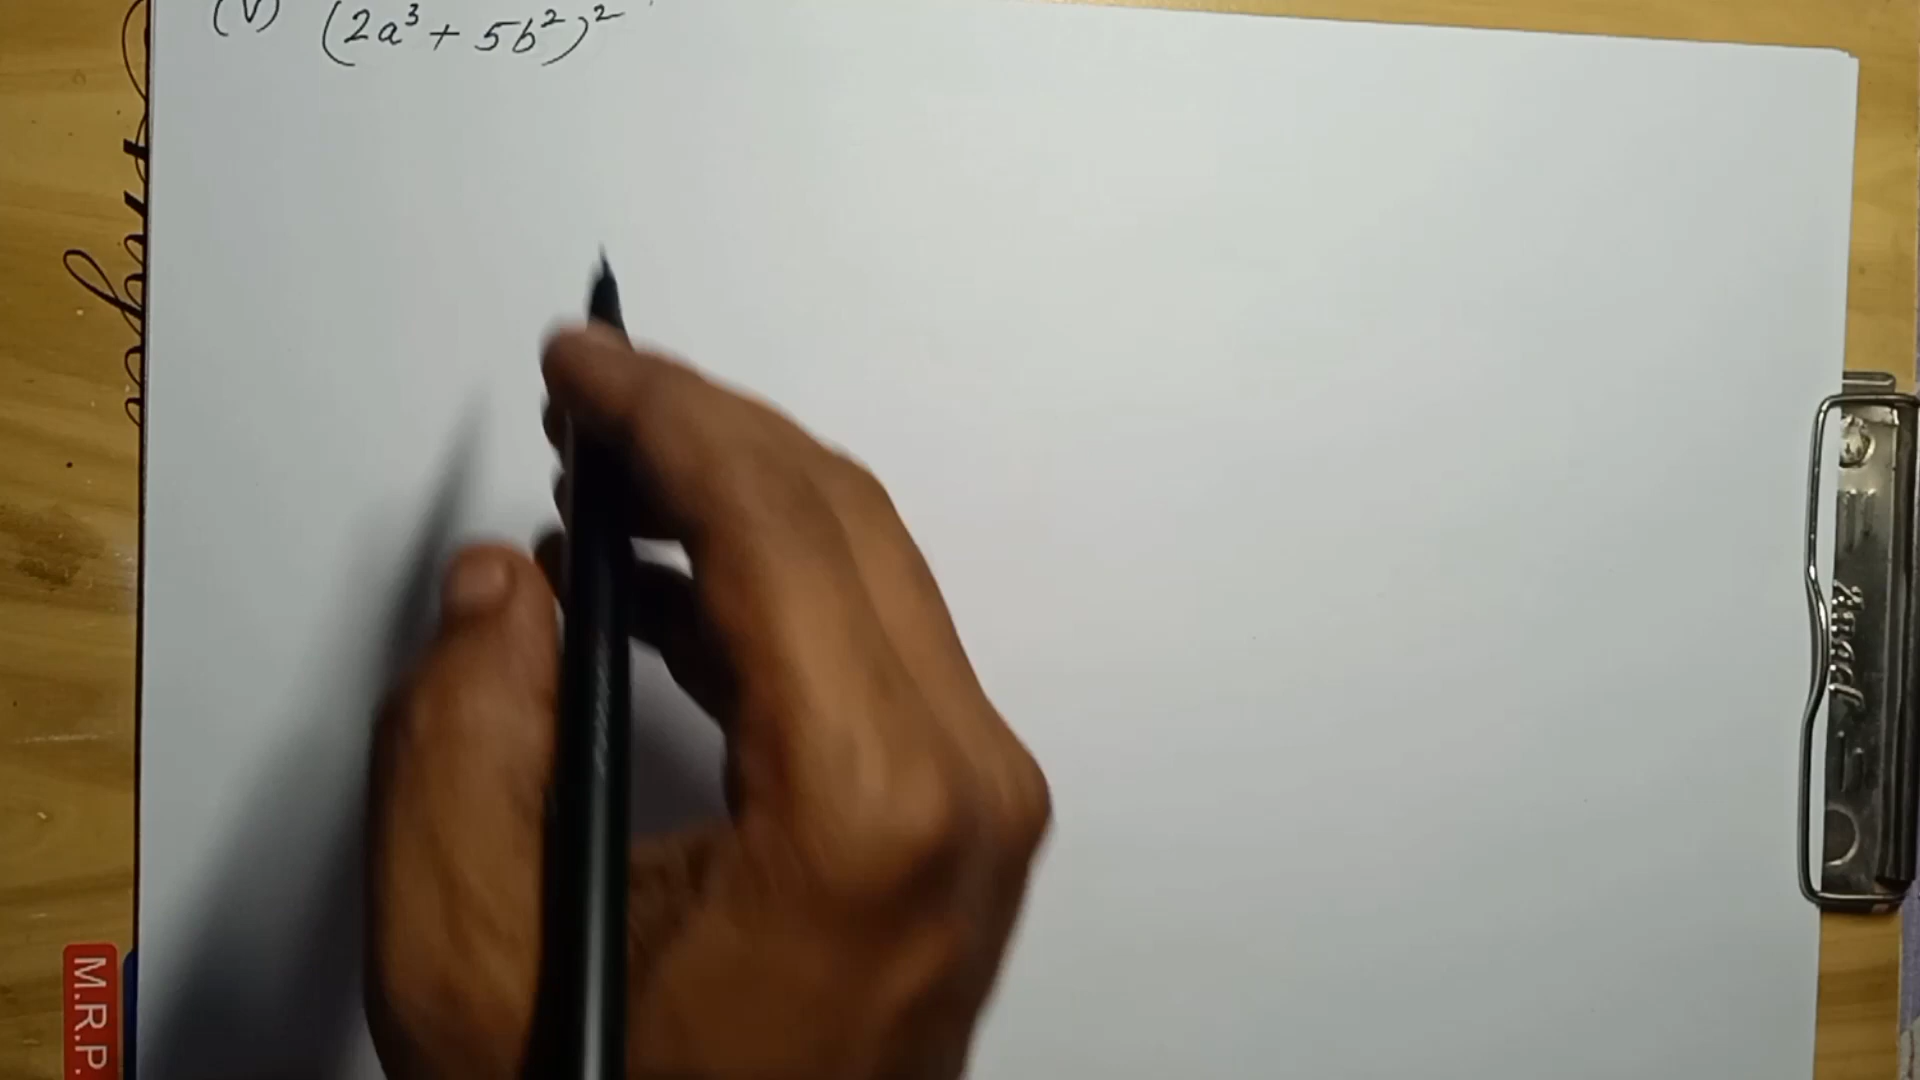 (v) (2a³ + 5b²)²
M.R.P.